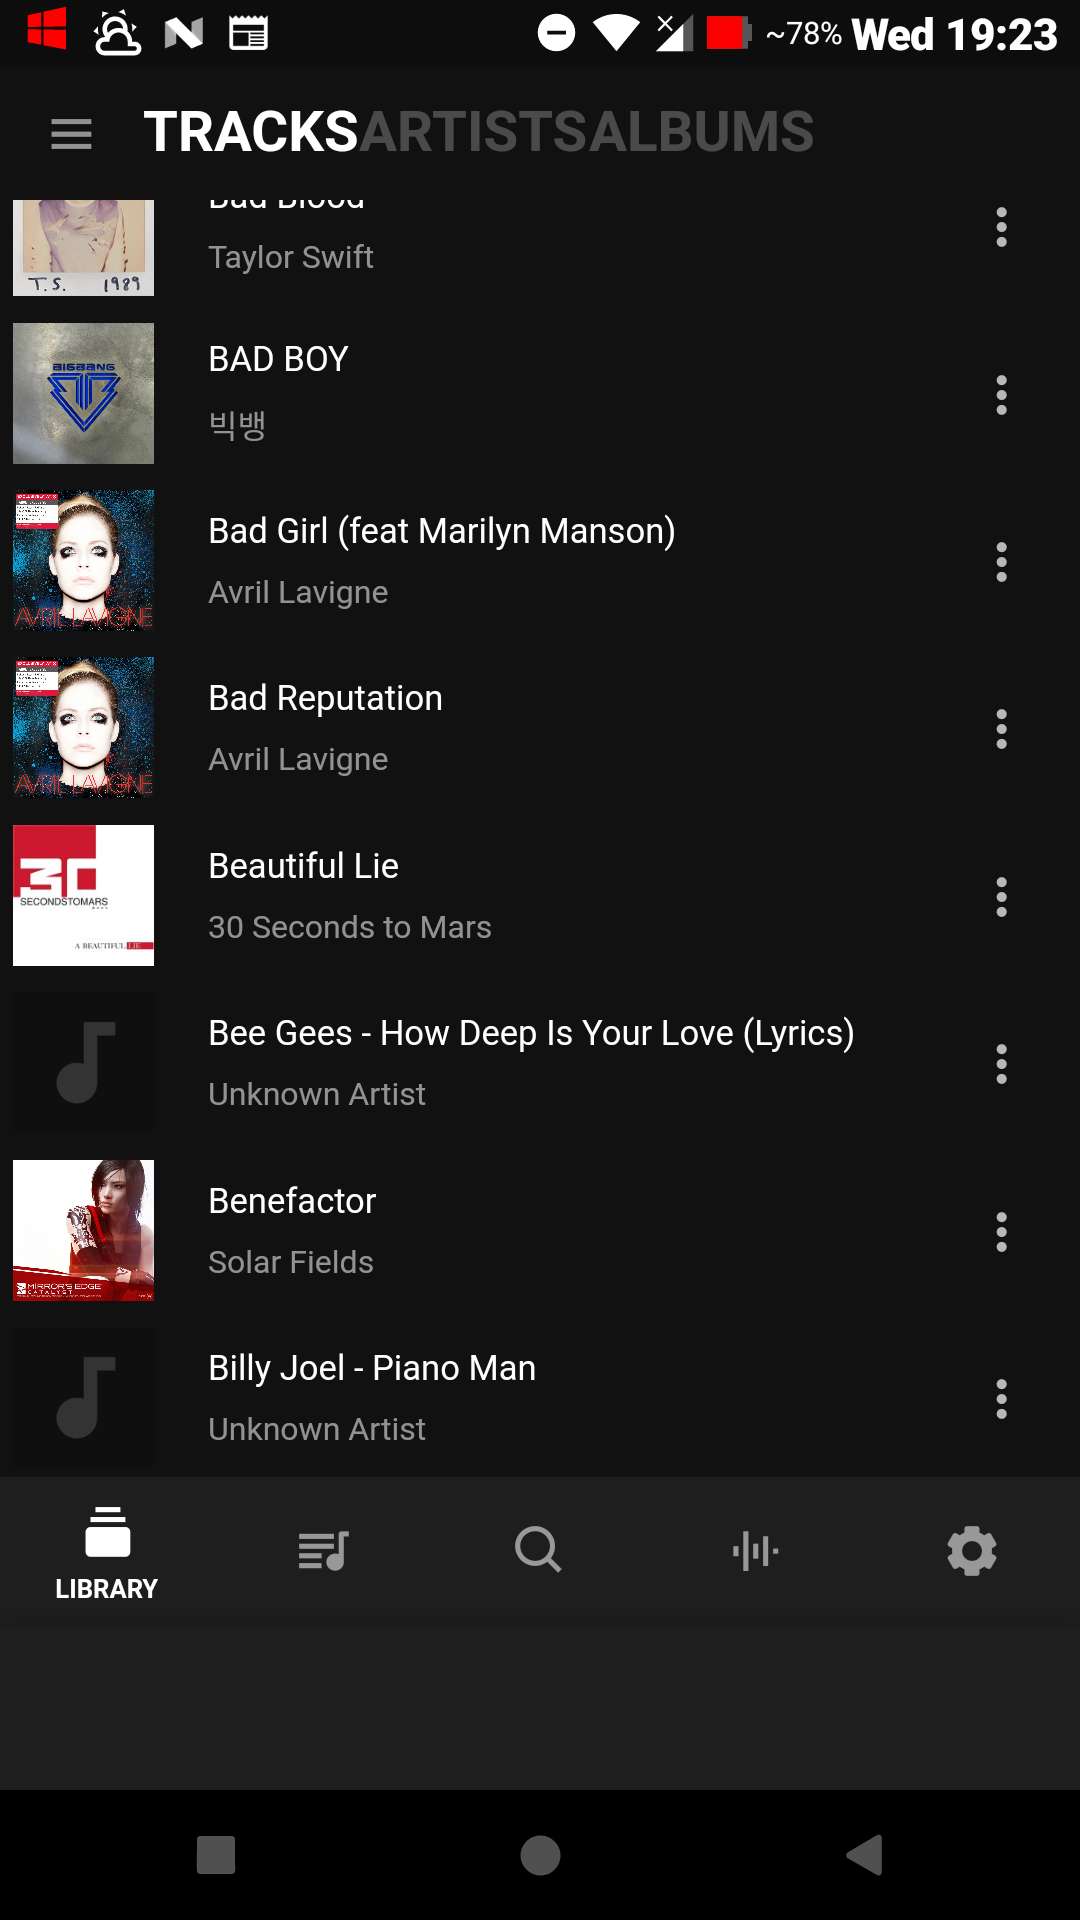 ~78% Wed 19:23
TRACKS ARTISTS ALBUMS
Bad Blood
Taylor Swift
T.S. 1989
BAD BOY
빅뱅
BIGBANG
Bad Girl (feat Marilyn Manson)
Avril Lavigne
AVRIL LAVIGNE
Bad Reputation
Avril Lavigne
AVRIL LAVIGNE
Beautiful Lie
30 Seconds to Mars
30
SECONDSTOMARS
A BEAUTIFUL LIE
Bee Gees - How Deep Is Your Love (Lyrics)
Unknown Artist
Benefactor
Solar Fields
MIRROR'S EDGE
CATALYST
Billy Joel - Piano Man
Unknown Artist
LIBRARY